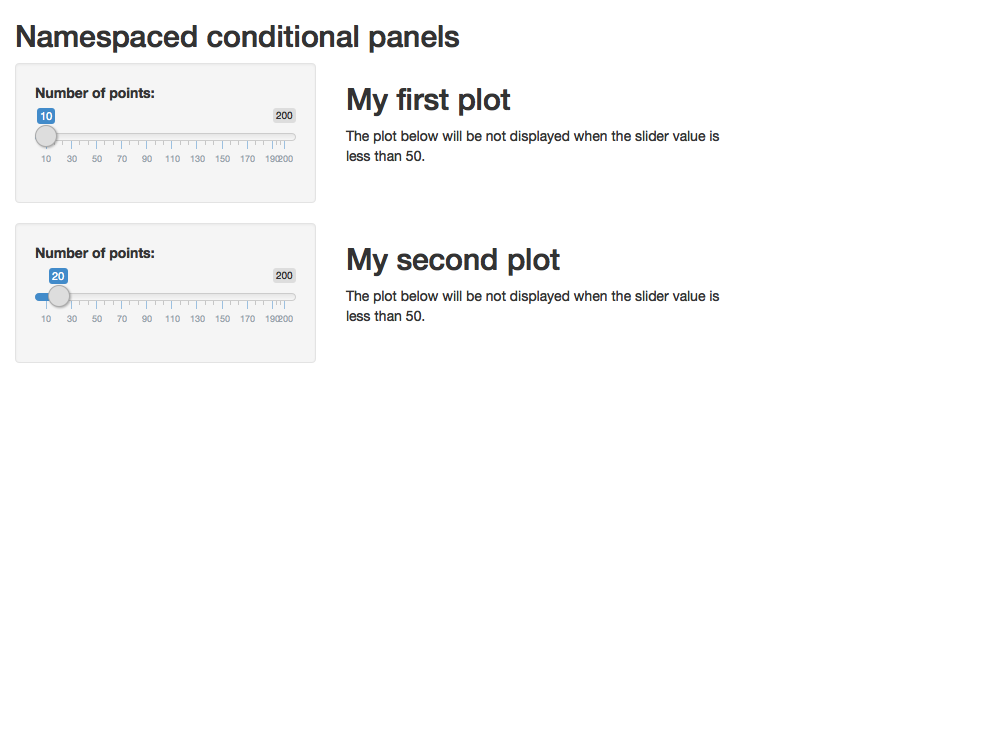 Namespaced conditional panels
Number of points:
10 200
10 30 50 70 90 110 130 150 170 190 200
My first plot
The plot below will be not displayed when the slider value is
less than 50.
Number of points:
20 200
10 30 50 70 90 110 130 150 170 190 200
My second plot
The plot below will be not displayed when the slider value is
less than 50.